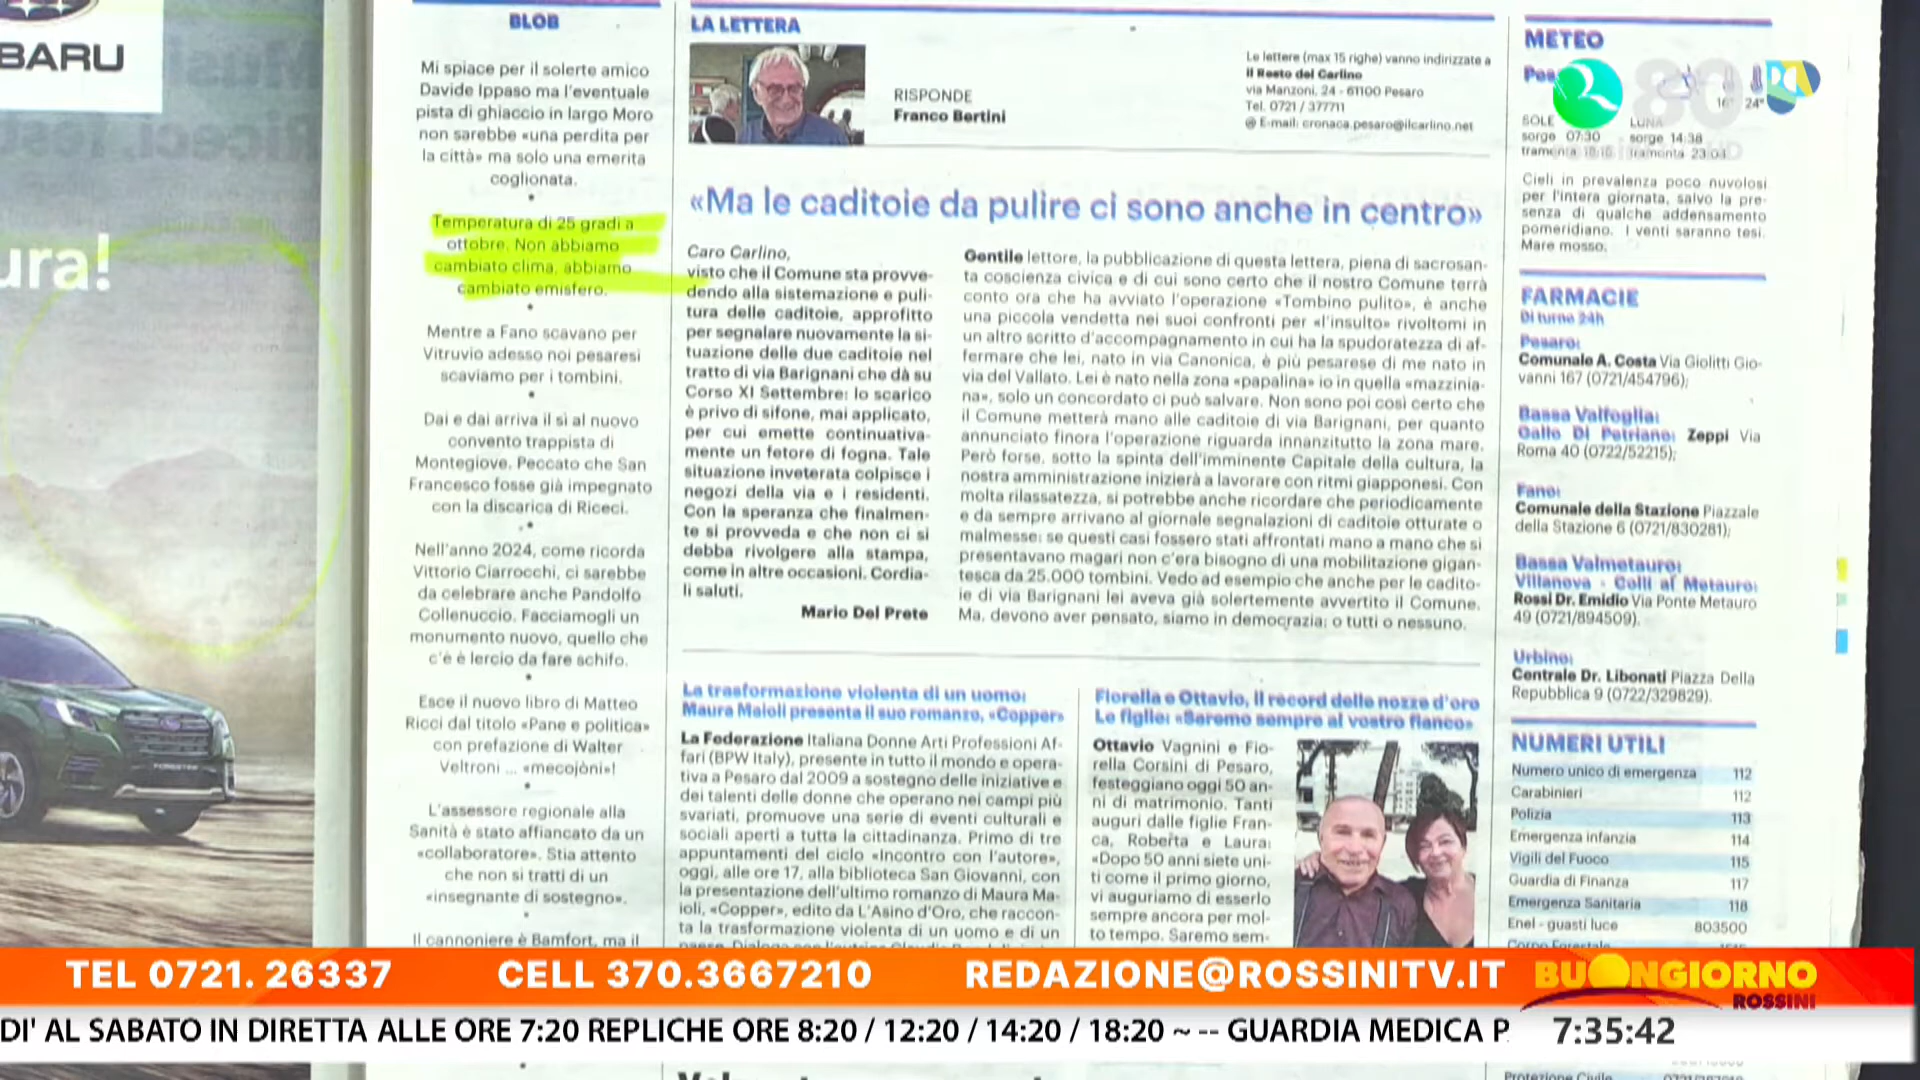 BARU
ura!
BLOB
Mi spiace per il solerte amico
Davide Ippaso ma l'eventuale
pista di ghiaccio in largo Moro
non sarebbe «una perdita per
la città» ma solo una emerita
coglionata.
Temperatura di 25 gradi a
ottobre. Non abbiamo
cambiato clima, abbiamo
cambiato emisfero.
Mentre a Fano scavano per
Vitruvio adesso noi pesaresi
scaviamo per i tombini.
Dai e dai arriva il sì al nuovo
convento trappista di
Montegiove. Peccato che San
Francesco fosse già impegnato
con la discarica di Riceci.
Nell'anno 2024, come ricorda
Vittorio Ciarrocchi, ci sarebbe
da celebrare anche Pandolfo
Collenuccio. Facciamogli un
monumento nuovo, quello che
c'è è lercio da fare schifo.
Esce il nuovo libro di Matteo
Ricci dal titolo «Pane e politica»
con prefazione di Walter
Veltroni ... «mecojòni»!
L'assessore regionale alla
Sanità è stato affiancato da un
«collaboratore». Stia attento
che non si tratti di un
«insegnante di sostegno».
Il cannoniere è Bamfort, ma il
LA LETTERA
RISPONDE
Franco Bertini
Le lettere (max 15 righe) vanno indirizzate a
il Resto del Carlino
via Manzoni, 24 - 61100 Pesaro
Tel. 0721 / 377711
@ E-mail: cronaca.pesaro@ilcarlino.net
«Ma le caditoie da pulire ci sono anche in centro»
Caro Carlino,
visto che il Comune sta provve-
dendo alla sistemazione e puli-
tura delle caditoie, approfitto
per segnalare nuovamente la si-
tuazione delle due caditoie nel
tratto di via Barignani che dà su
Corso XI Settembre: lo scarico
è privo di sifone, mai applicato,
per cui emette continuativa-
mente un fetore di fogna. Tale
situazione inveterata colpisce i
negozi della via e i residenti.
Con la speranza che finalmen-
te si provveda e che non ci si
debba rivolgere alla stampa,
come in altre occasioni. Cordia-
li saluti.
Mario Del Prete
Gentile lettore, la pubblicazione di questa lettera, piena di sacrosan-
ta coscienza civica e di cui sono certo che il nostro Comune terrà
conto ora che ha avviato l'operazione «Tombino pulito», è anche
una piccola vendetta nei suoi confronti per «l'insulto» rivoltomi in
un altro scritto d'accompagnamento in cui ha la spudoratezza di af-
fermare che lei, nato in via Canonica, è più pesarese di me nato in
via del Vallato. Lei è nato nella zona «papalina» io in quella «mazzinia-
na», solo un concordato ci può salvare. Non sono poi così certo che
il Comune metterà mano alle caditoie di via Barignani, per quanto
annunciato finora l'operazione riguarda innanzitutto la zona mare.
Però forse, sotto la spinta dell'imminente Capitale della cultura, la
nostra amministrazione inizierà a lavorare con ritmi giapponesi. Con
molta rilassatezza, si potrebbe anche ricordare che periodicamente
e da sempre arrivano al giornale segnalazioni di caditoie otturate o
malmesse: se questi casi fossero stati affrontati mano a mano che si
presentavano magari non c'era bisogno di una mobilitazione gigan-
tesca da 25.000 tombini. Vedo ad esempio che anche per le cadito-
ie di via Barignani lei aveva già solertemente avvertito il Comune.
Ma, devono aver pensato, siamo in democrazia: o tutti o nessuno.
La trasformazione violenta di un uomo:
Maura Maioli presenta il suo romanzo, «Copper»
La Federazione Italiana Donne Arti Professioni Af-
fari (BPW Italy), presente in tutto il mondo e opera-
tiva a Pesaro dal 2009 a sostegno delle iniziative e
dei talenti delle donne che operano nei campi più
svariati, promuove una serie di eventi culturali e
sociali aperti a tutta la cittadinanza. Primo di tre
appuntamenti del ciclo «Incontro con l'autore»,
oggi, alle ore 17, alla biblioteca San Giovanni, con
la presentazione dell'ultimo romanzo di Maura Ma-
ioli, «Copper», edito da L'Asino d'Oro, che raccon-
ta la trasformazione violenta di un uomo e di un
Fiorella e Ottavio, il record delle nozze d'oro
Le figlie: «Saremo sempre al vostro fianco»
Ottavio Vagnini e Fio-
rella Corsini di Pesaro,
festeggiano oggi 50 an-
ni di matrimonio. Tanti
auguri dalle figlie Fran-
ca, Roberta e Laura:
«Dopo 50 anni siete uni-
ti come il primo giorno,
vi auguriamo di esserlo
sempre ancora per mol-
to tempo. Saremo sem-
METEO
16° 24°
SOLE
sorge 07:30
tramonta 18:18
LUNA
sorge 14:38
tramonta 23:04
Cieli in prevalenza poco nuvolosi
per l'intera giornata, salvo la pre-
senza di qualche addensamento
pomeridiano. I venti saranno tesi.
Mare mosso.
FARMACIE
Di turno 24h
Pesaro:
Comunale A. Costa Via Giolitti Gio-
vanni 167 (0721/454796);
Bassa Valfoglia:
Gallo Di Petriano: Zeppi Via
Roma 40 (0722/52215);
Fano:
Comunale della Stazione Piazzale
della Stazione 6 (0721/830281);
Bassa Valmetauro:
Villanova - Colli al Metauro:
Rossi Dr. Emidio Via Ponte Metauro
49 (0721/894509).
Urbino:
Centrale Dr. Libonati Piazza Della
Repubblica 9 (0722/329829).
NUMERI UTILI
Numero unico di emergenza 112
Carabinieri 112
Polizia 113
Emergenza infanzia 114
Vigili del Fuoco 115
Guardia di Finanza 117
Emergenza Sanitaria 118
Enel - guasti luce 803500
TEL 0721. 26337 CELL 370.3667210 REDAZIONE@ROSSINITV.IT BUONGIORNO
ROSSINI
DI' AL SABATO IN DIRETTA ALLE ORE 7:20 REPLICHE ORE 8:20 / 12:20 / 14:20 / 18:20 ~ -- GUARDIA MEDICA P
7:35:42
Protezione Civile